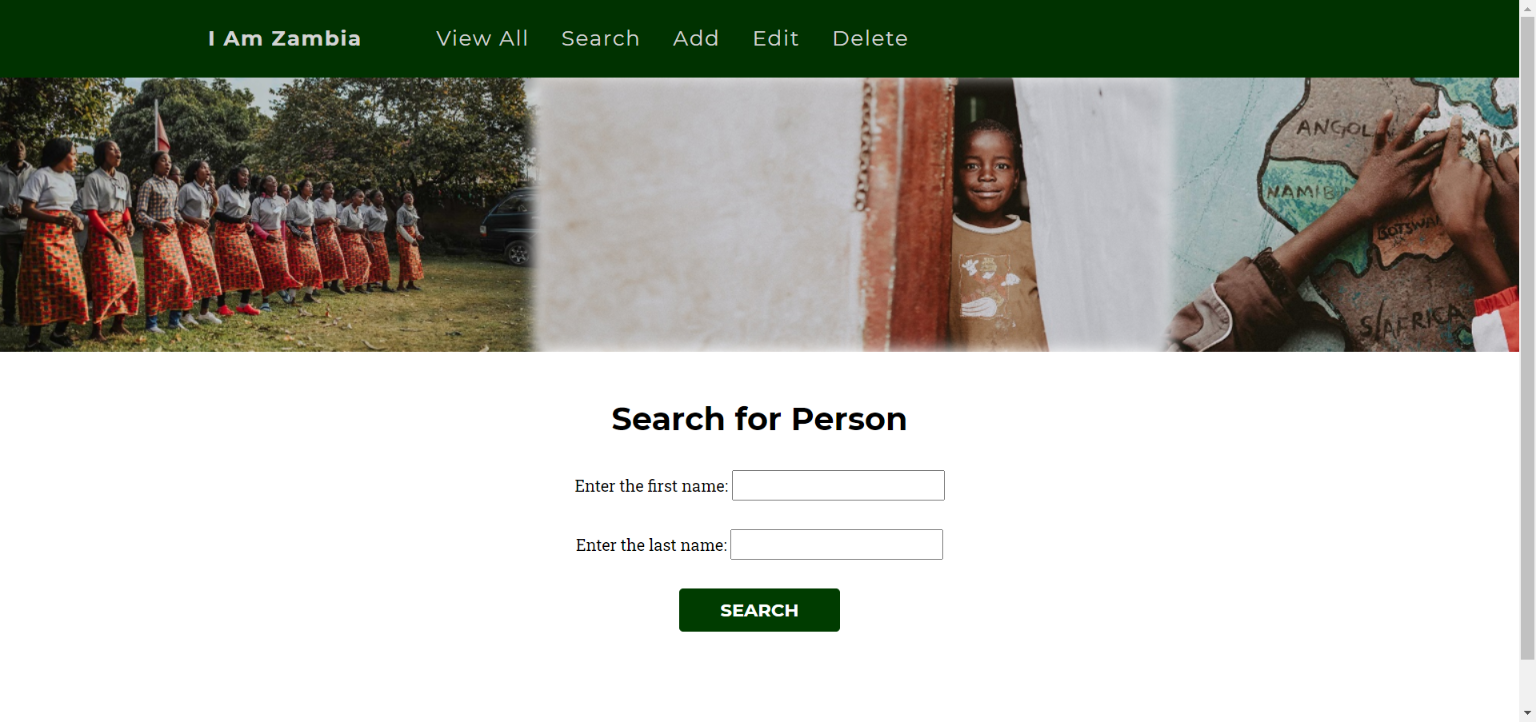 I Am Zambia View All Search Add Edit Delete
ANGOL
NAMIB
BOTSWA
S/AFRICA
Search for Person
Enter the first name:
Enter the last name:
SEARCH